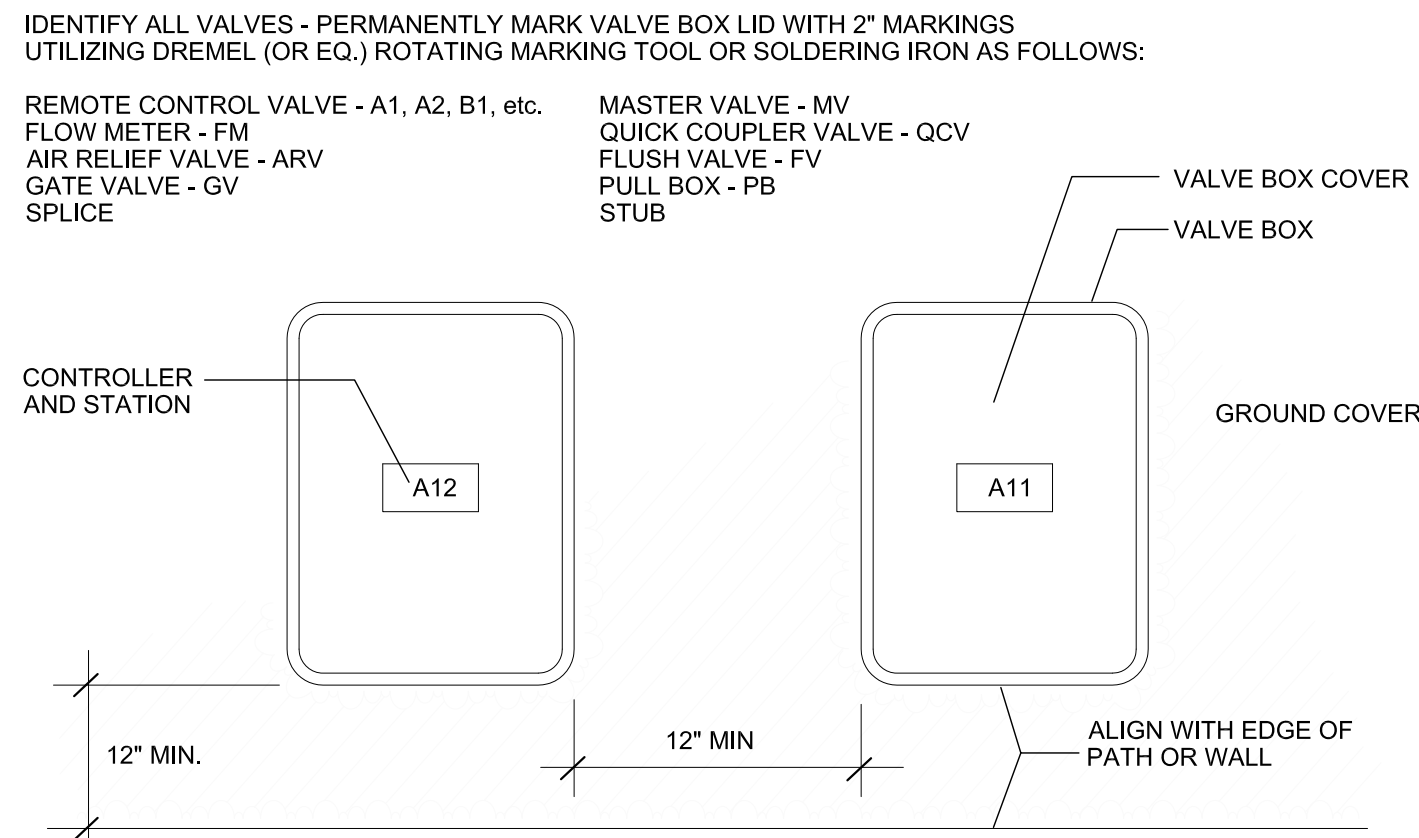 IDENTIFY ALL VALVES - PERMANENTLY MARK VALVE BOX LID WITH 2" MARKINGS
UTILIZING DREMEL (OR EQ.) ROTATING MARKING TOOL OR SOLDERING IRON AS FOLLOWS:
REMOTE CONTROL VALVE - A1, A2, B1, etc.
FLOW METER - FM
AIR RELIEF VALVE - ARV
GATE VALVE - GV
SPLICE
MASTER VALVE - MV
QUICK COUPLER VALVE - QCV
FLUSH VALVE - FV
PULL BOX - PB
STUB
VALVE BOX COVER
VALVE BOX
CONTROLLER
AND STATION
GROUND COVER
A12
A11
12" MIN.
12" MIN
ALIGN WITH EDGE OF
PATH OR WALL